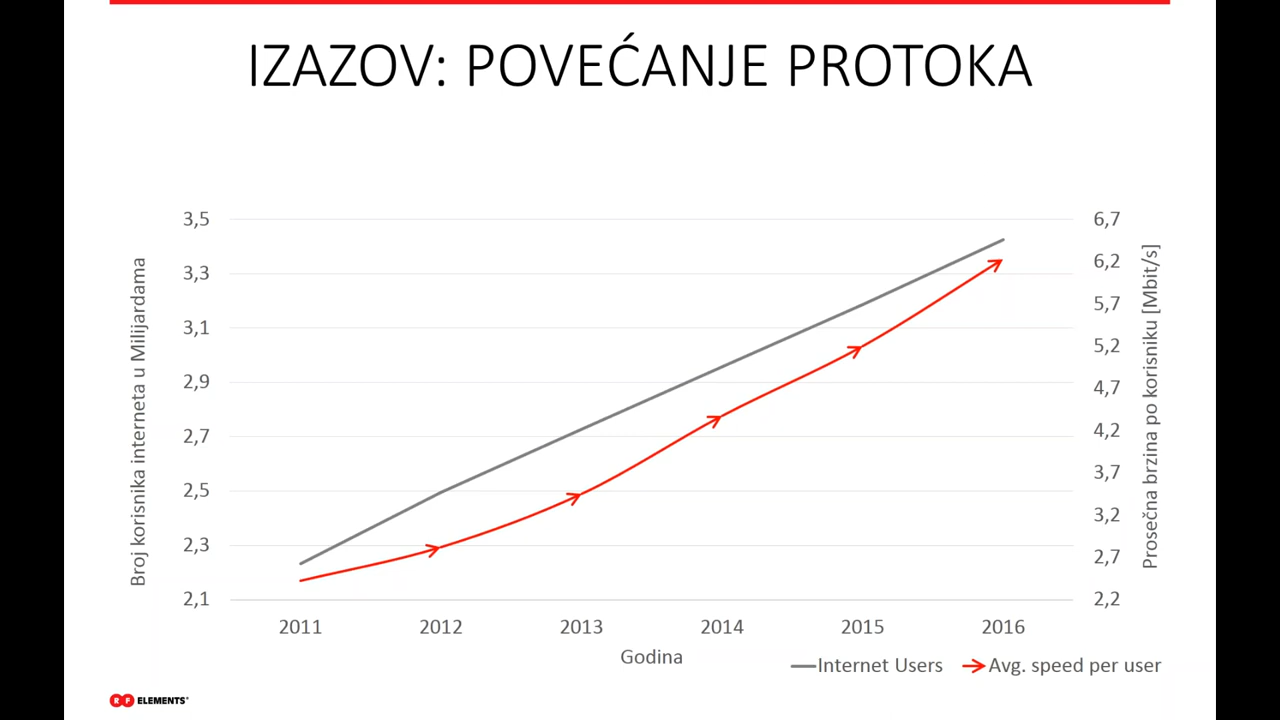 IZAZOV: POVEĆANJE PROTOKA
Broj korisnika interneta u Milijardama
3,5
3,3
3,1
2,9
2,7
2,5
2,3
2,1
6,7
6,2
5,7
5,2
4,7
4,2
3,7
3,2
2,7
2,2
Prosečna brzina po korisniku [Mbit/s]
2011 2012 2013 2014 2015 2016
Godina
Internet Users Avg. speed per user
RF ELEMENTS